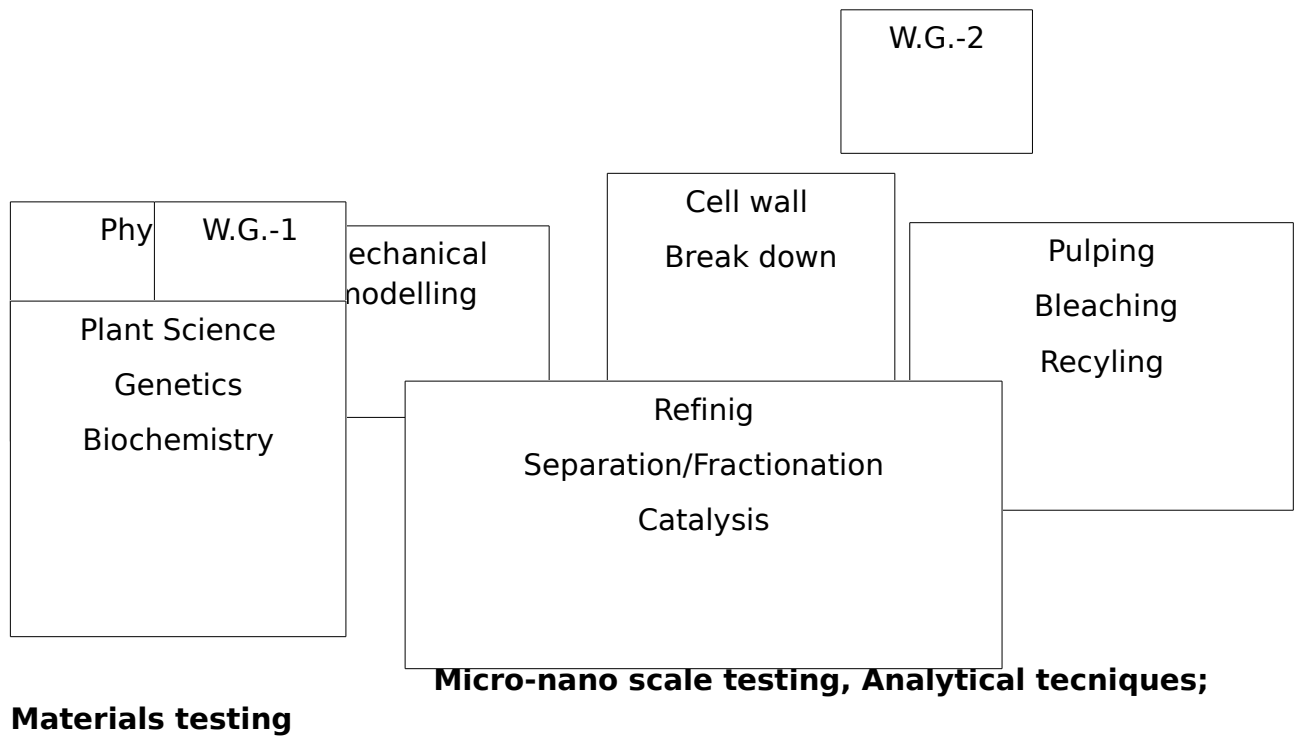 W.G.-2
Cell wall
Break down
Phy
W.G.-1
echanical
modelling
Pulping
Bleaching
Recyling
Plant Science
Genetics
Biochemistry
Refinig
Separation/Fractionation
Catalysis
Micro-nano scale testing, Analytical tecniques;
Materials testing